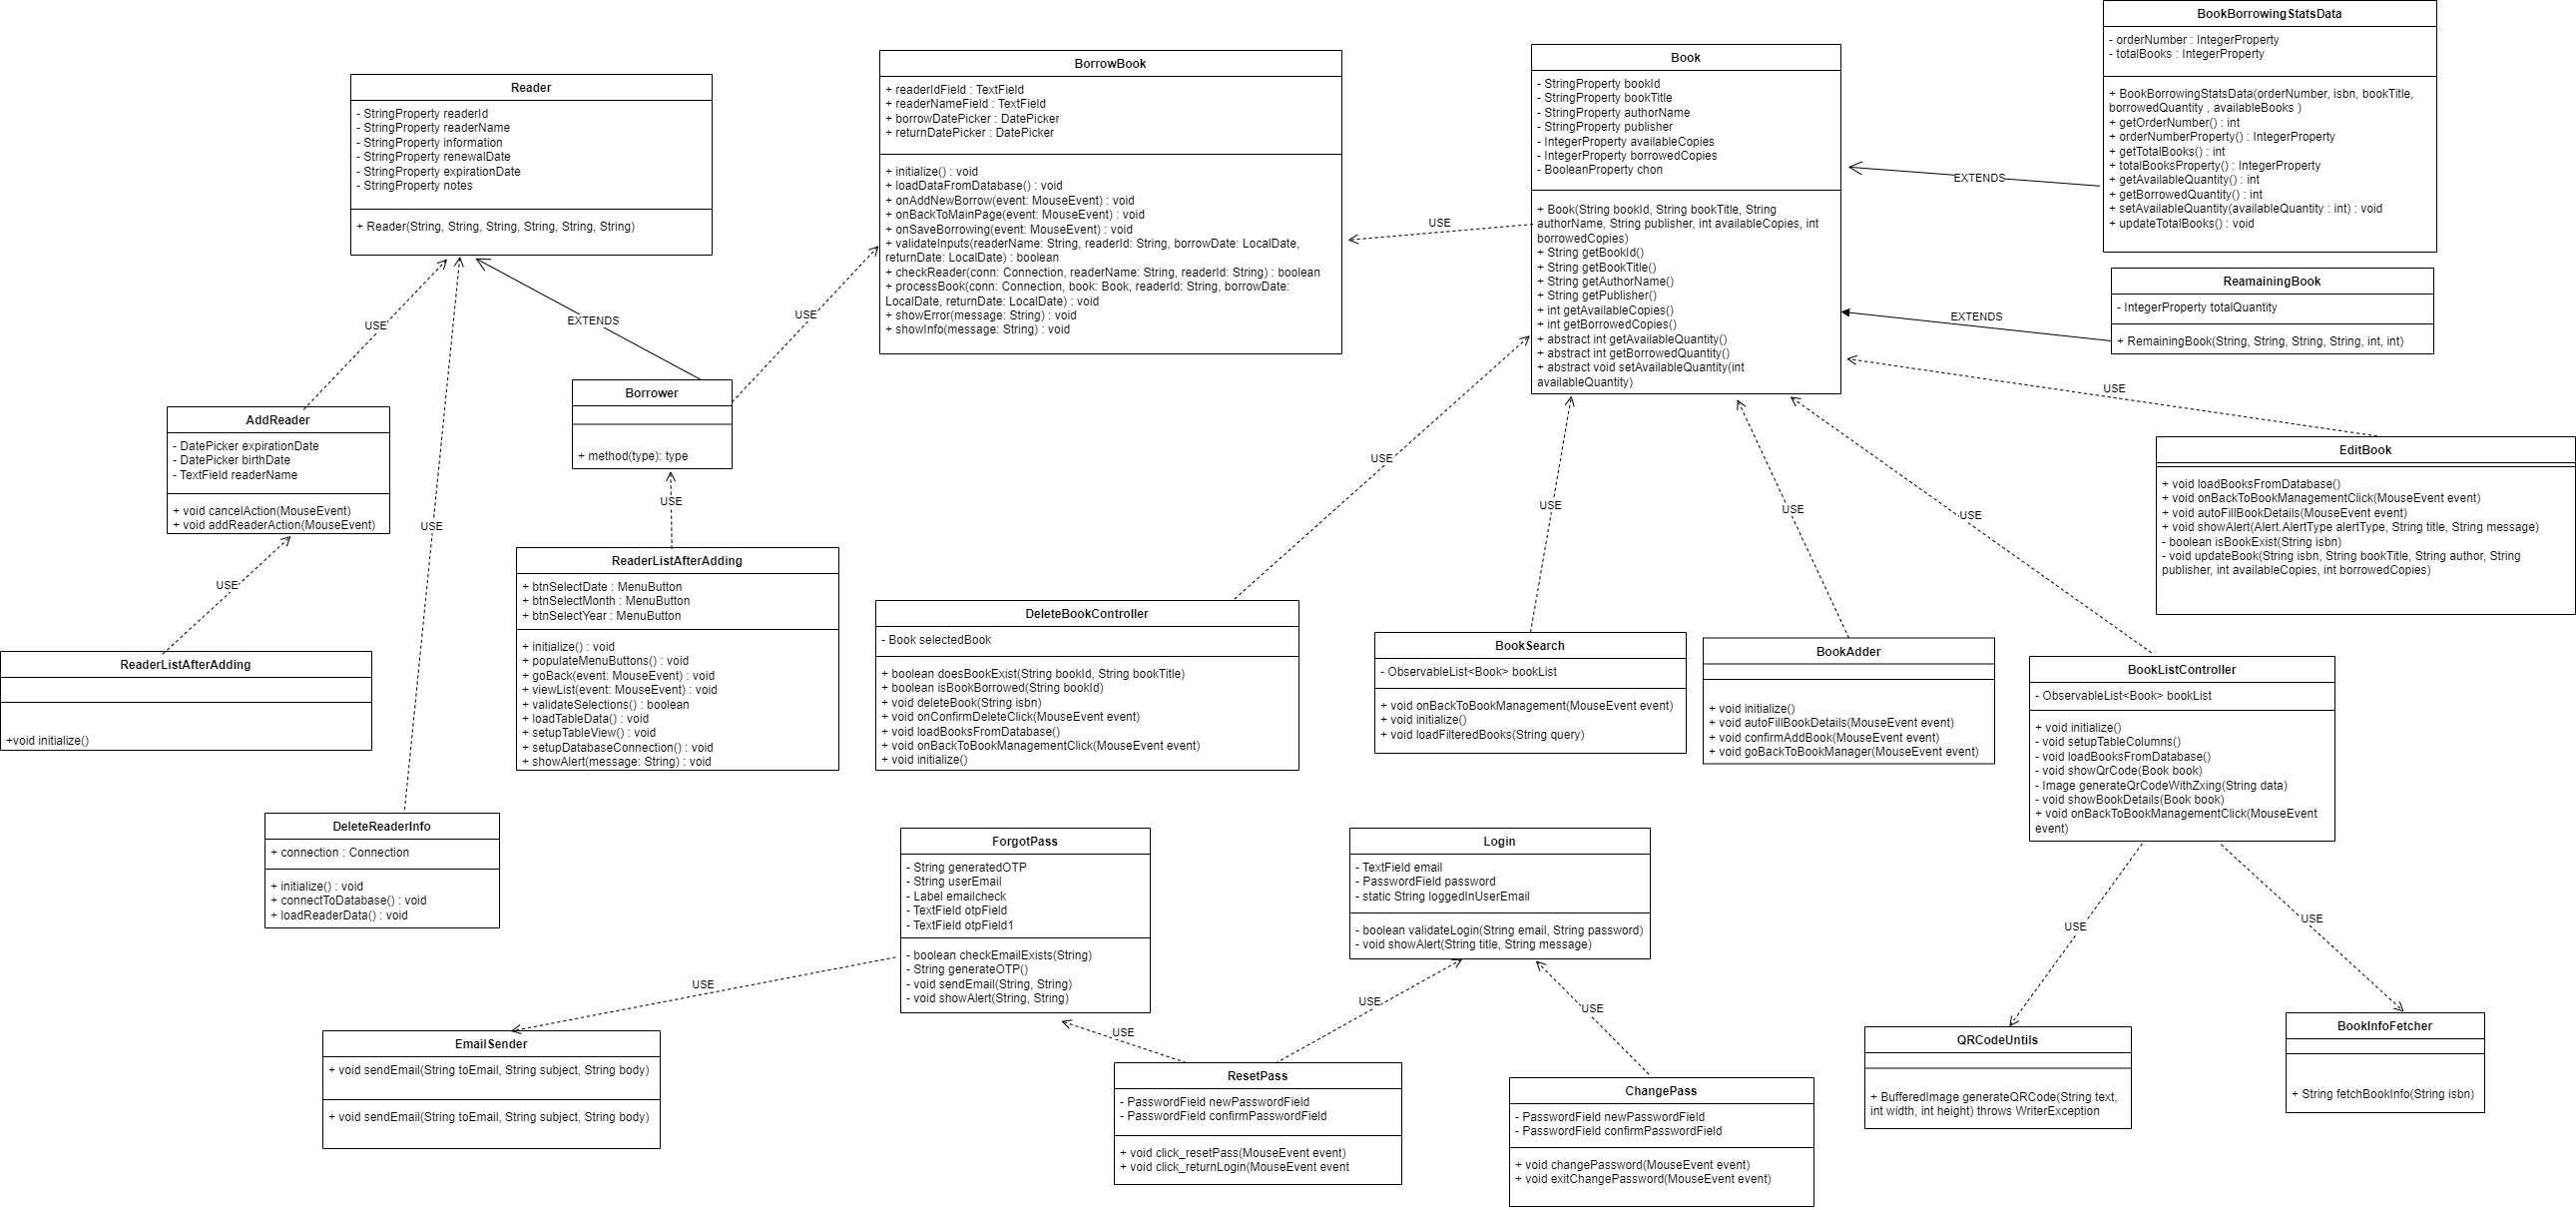 Reader
- StringProperty readerId
- StringProperty readerName
- StringProperty information
- StringProperty renewalDate
- StringProperty expirationDate
- StringProperty notes
+ Reader(String, String, String, String, String, String)
BorrowBook
+ readerIdField : TextField
+ readerNameField : TextField
+ borrowDatePicker : DatePicker
+ returnDatePicker : DatePicker
+ initialize() : void
+ loadDataFromDatabase() : void
+ onAddNewBorrow(event: MouseEvent) : void
+ onBackToMainPage(event: MouseEvent) : void
+ onSaveBorrowing(event: MouseEvent) : void
+ validateInputs(readerName: String, readerId: String, borrowDate: LocalDate,
returnDate: LocalDate) : boolean
+ checkReader(conn: Connection, readerName: String, readerId: String) : boolean
+ processBook(conn: Connection, book: Book, readerId: String, borrowDate:
LocalDate, returnDate: LocalDate) : void
+ showError(message: String) : void
+ showInfo(message: String) : void
Book
- StringProperty bookId
- StringProperty bookTitle
- StringProperty authorName
- StringProperty publisher
- IntegerProperty availableCopies
- IntegerProperty borrowedCopies
- BooleanProperty chon
+ Book(String bookId, String bookTitle, String
authorName, String publisher, int availableCopies, int
borrowedCopies)
+ String getBookId()
+ String getBookTitle()
+ String getAuthorName()
+ String getPublisher()
+ int getAvailableCopies()
+ int getBorrowedCopies()
+ abstract int getAvailableQuantity()
+ abstract int getBorrowedQuantity()
+ abstract void setAvailableQuantity(int
availableQuantity)
BookBorrowingStatsData
- orderNumber : IntegerProperty
- totalBooks : IntegerProperty
+ BookBorrowingStatsData(orderNumber, isbn, bookTitle,
borrowedQuantity , availableBooks )
+ getOrderNumber() : int
+ orderNumberProperty() : IntegerProperty
+ getTotalBooks() : int
+ totalBooksProperty() : IntegerProperty
+ getAvailableQuantity() : int
+ getBorrowedQuantity() : int
+ setAvailableQuantity(availableQuantity : int) : void
+ updateTotalBooks() : void
EXTENDS
USE
ReamainingBook
- IntegerProperty totalQuantity
+ RemainingBook(String, String, String, String, int, int)
EXTENDS
USE
EXTENDS
USE
USE
Borrower
+ method(type): type
AddReader
- DatePicker expirationDate
- DatePicker birthDate
- TextField readerName
+ void cancelAction(MouseEvent)
+ void addReaderAction(MouseEvent)
EditBook
+ void loadBooksFromDatabase()
+ void onBackToBookManagementClick(MouseEvent event)
+ void autoFillBookDetails(MouseEvent event)
+ void showAlert(Alert.AlertType alertType, String title, String message)
- boolean isBookExist(String isbn)
- void updateBook(String isbn, String bookTitle, String author, String
publisher, int availableCopies, int borrowedCopies)
USE
USE
USE
USE
USE
USE
USE
USE
ReaderListAfterAdding
+void initialize()
ReaderListAfterAdding
+ btnSelectDate : MenuButton
+ btnSelectMonth : MenuButton
+ btnSelectYear : MenuButton
+ initialize() : void
+ populateMenuButtons() : void
+ goBack(event: MouseEvent) : void
+ viewList(event: MouseEvent) : void
+ validateSelections() : boolean
+ loadTableData() : void
+ setupTableView() : void
+ setupDatabaseConnection() : void
+ showAlert(message: String) : void
DeleteBookController
- Book selectedBook
+ boolean doesBookExist(String bookId, String bookTitle)
+ boolean isBookBorrowed(String bookId)
+ void deleteBook(String isbn)
+ void onConfirmDeleteClick(MouseEvent event)
+ void loadBooksFromDatabase()
+ void onBackToBookManagementClick(MouseEvent event)
+ void initialize()
BookSearch
- ObservableList<Book> bookList
+ void onBackToBookManagement(MouseEvent event)
+ void initialize()
+ void loadFilteredBooks(String query)
BookAdder
+ void initialize()
+ void autoFillBookDetails(MouseEvent event)
+ void confirmAddBook(MouseEvent event)
+ void goBackToBookManager(MouseEvent event)
BookListController
- ObservableList<Book> bookList
+ void initialize()
- void setupTableColumns()
- void loadBooksFromDatabase()
- void showQrCode(Book book)
- Image generateQrCodeWithZxing(String data)
- void showBookDetails(Book book)
+ void onBackToBookManagementClick(MouseEvent
event)
DeleteReaderInfo
+ connection : Connection
+ initialize() : void
+ connectToDatabase() : void
+ loadReaderData() : void
ForgotPass
- String generatedOTP
- String userEmail
- Label emailcheck
- TextField otpField
- TextField otpField1
- boolean checkEmailExists(String)
- String generateOTP()
- void sendEmail(String, String)
- void showAlert(String, String)
Login
- TextField email
- PasswordField password
- static String loggedInUserEmail
- boolean validateLogin(String email, String password)
- void showAlert(String title, String message)
USE
USE
USE
USE
USE
USE
EmailSender
+ void sendEmail(String toEmail, String subject, String body)
+ void sendEmail(String toEmail, String subject, String body)
ResetPass
- PasswordField newPasswordField
- PasswordField confirmPasswordField
+ void click_resetPass(MouseEvent event)
+ void click_returnLogin(MouseEvent event
ChangePass
- PasswordField newPasswordField
- PasswordField confirmPasswordField
+ void changePassword(MouseEvent event)
+ void exitChangePassword(MouseEvent event)
QRCodeUntils
+ BufferedImage generateQRCode(String text,
int width, int height) throws WriterException
BookInfoFetcher
+ String fetchBookInfo(String isbn)